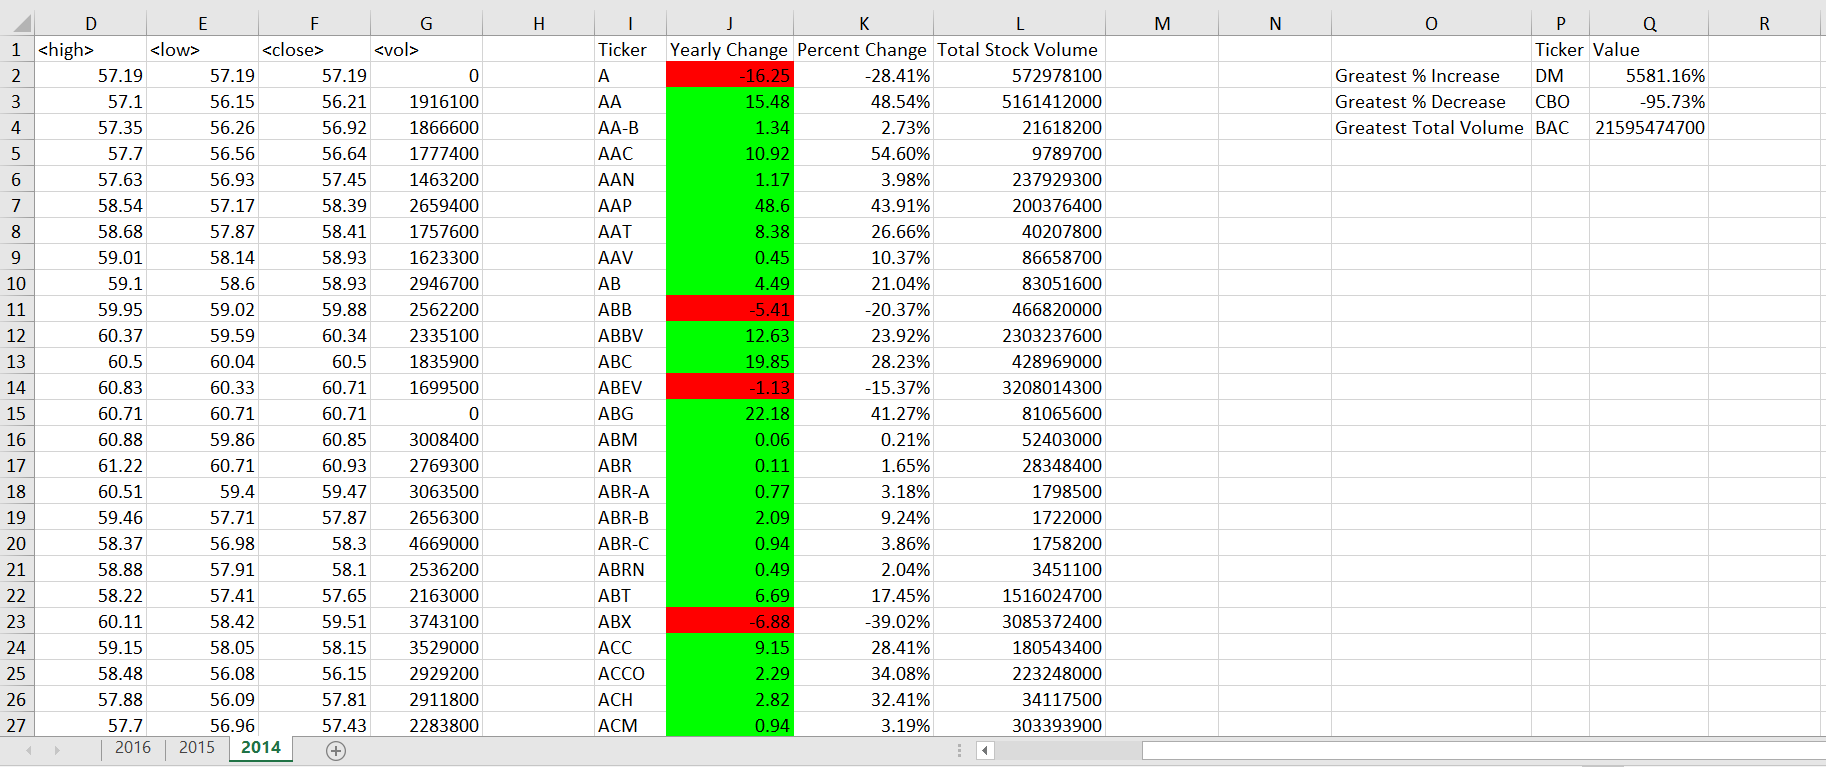 D E F G H I J K L M N O P Q R
1 <high> <low> <close> <vol> Ticker Yearly Change Percent Change Total Stock Volume Ticker Value
2 57.19 57.19 57.19 0 A -16.25 -28.41% 572978100 Greatest % Increase DM 5581.16%
3 57.1 56.15 56.21 1916100 AA 15.48 48.54% 5161412000 Greatest % Decrease CBO -95.73%
4 57.35 56.26 56.92 1866600 AA-B 1.34 2.73% 21618200 Greatest Total Volume BAC 21595474700
5 57.7 56.56 56.64 1777400 AAC 10.92 54.60% 9789700
6 57.63 56.93 57.45 1463200 AAN 1.17 3.98% 237929300
7 58.54 57.17 58.39 2659400 AAP 48.6 43.91% 200376400
8 58.68 57.87 58.41 1757600 AAT 8.38 26.66% 40207800
9 59.01 58.14 58.93 1623300 AAV 0.45 10.37% 86658700
10 59.1 58.6 58.93 2946700 AB 4.49 21.04% 83051600
11 59.95 59.02 59.88 2562200 ABB -5.41 -20.37% 466820000
12 60.37 59.59 60.34 2335100 ABBV 12.63 23.92% 2303237600
13 60.5 60.04 60.5 1835900 ABC 19.85 28.23% 428969000
14 60.83 60.33 60.71 1699500 ABEV -1.13 -15.37% 3208014300
15 60.71 60.71 60.71 0 ABG 22.18 41.27% 81065600
16 60.88 59.86 60.85 3008400 ABM 0.06 0.21% 52403000
17 61.22 60.71 60.93 2769300 ABR 0.11 1.65% 28348400
18 60.51 59.4 59.47 3063500 ABR-A 0.77 3.18% 1798500
19 59.46 57.71 57.87 2656300 ABR-B 2.09 9.24% 1722000
20 58.37 56.98 58.3 4669000 ABR-C 0.94 3.86% 1758200
21 58.88 57.91 58.1 2536200 ABRN 0.49 2.04% 3451100
22 58.22 57.41 57.65 2163000 ABT 6.69 17.45% 1516024700
23 60.11 58.42 59.51 3743100 ABX -6.88 -39.02% 3085372400
24 59.15 58.05 58.15 3529000 ACC 9.15 28.41% 180543400
25 58.48 56.08 56.15 2929200 ACCO 2.29 34.08% 223248000
26 57.88 56.09 57.81 2911800 ACH 2.82 32.41% 34117500
27 57.7 56.96 57.43 2283800 ACM 0.94 3.19% 303393900
2016 2015 2014